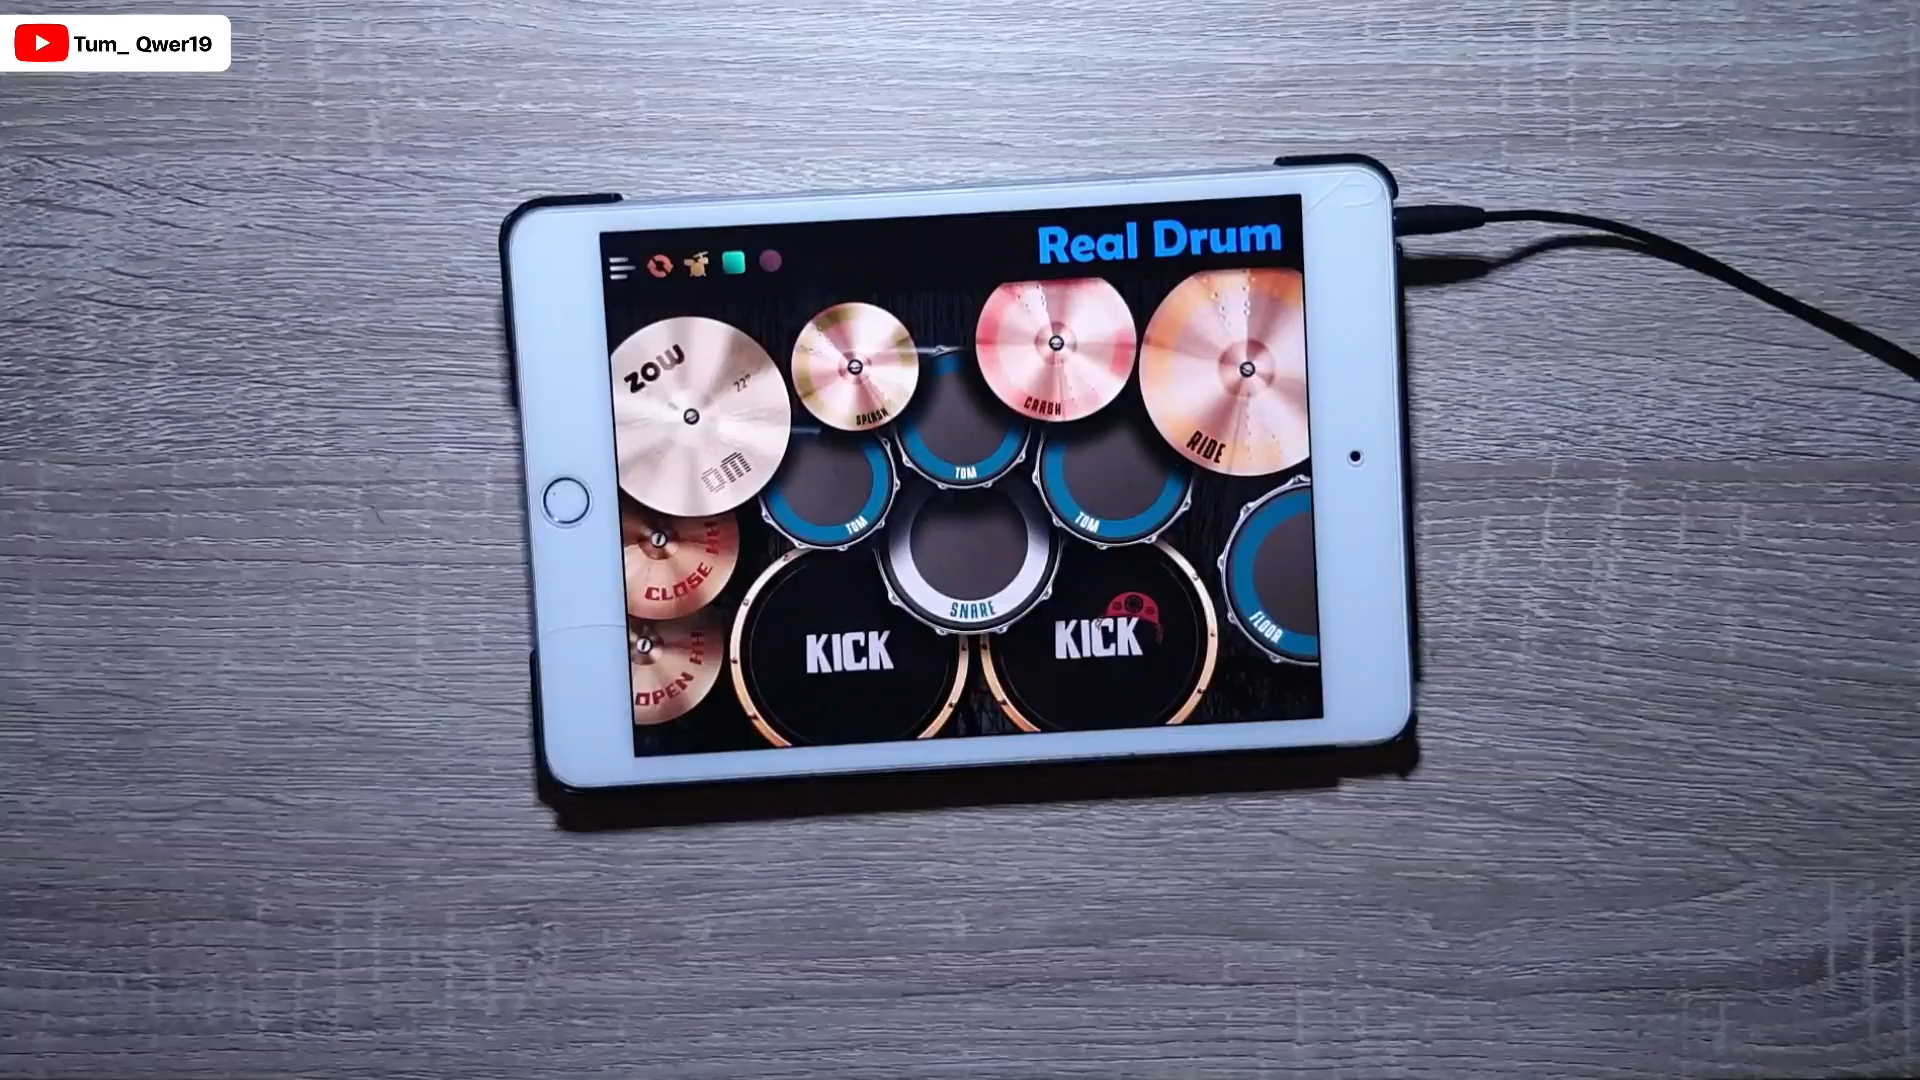 Tum_ Qwer19
Real Drum
ZOW
22"
SPLASH
CRASH
RIDE
TOM
TOM
TOM
CLOSE HH
SNARE
FLOOR
OPEN HH
KICK
KICK